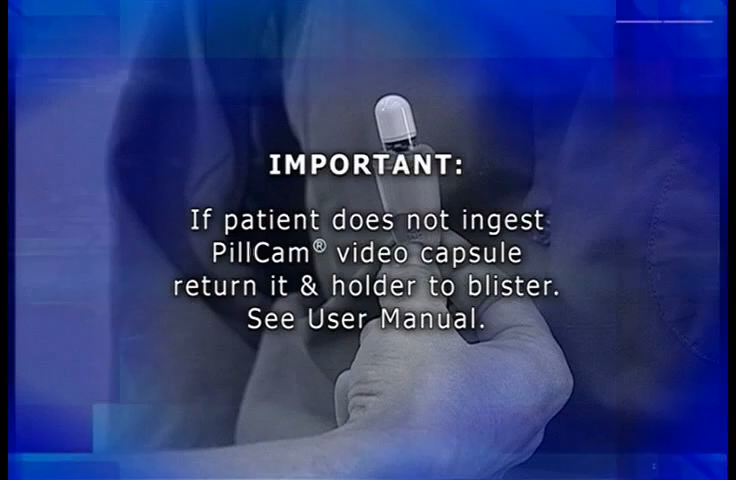 IMPORTANT:
If patient does not ingest
PillCam® video capsule
return it & holder to blister.
See User Manual.